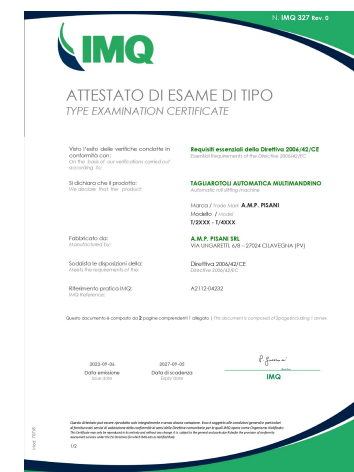 N. IMQ 327 Rev. 0
IMQ
ATTESTATO DI ESAME DI TIPO
TYPE EXAMINATION CERTIFICATE
Visto l'esito delle verifiche condotte in conformità con:
On the basis of our verifications carried out according to:
Requisiti essenziali della Direttiva 2006/42/CE
Essential Requirements of the Directive 2006/42/EC
Si dichiara che il prodotto:
We declare that the product:
TAGLIAROTOLI AUTOMATICA MULTIMANDRINO
Automatic roll slitting machine
Marca / Trade Mark A.M.P. PISANI
Modello / Model
T/2XXX - T/4XXX
Fabbricato da:
Manufactured by:
A.M.P. PISANI SRL
VIA UNGARETTI, 6/8 - 27024 CILAVEGNA (PV)
Soddisfa le disposizioni della:
Meets the requirements of the:
Direttiva 2006/42/CE
Directive 2006/42/EC
Riferimento pratica IMQ:
IMQ Reference:
A2112-04232
Questo documento è composto da 2 pagine comprendenti 1 allegato | This document is composed of 2 pages including 1 annex
2022-09-06
Data emissione
Issue date
2027-09-05
Data di scadenza
Expiry date
IMQ
1/2